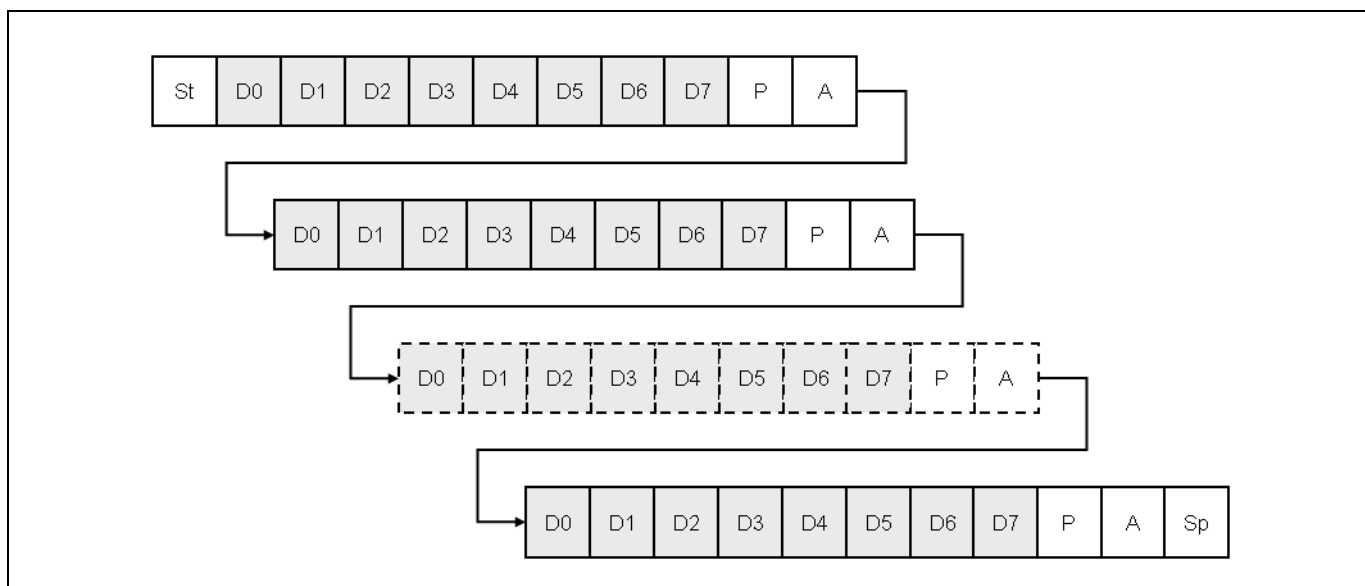 St D0 D1 D2 D3 D4 D5 D6 D7 P A
D0 D1 D2 D3 D4 D5 D6 D7 P A
D0 D1 D2 D3 D4 D5 D6 D7 P A
D0 D1 D2 D3 D4 D5 D6 D7 P A Sp